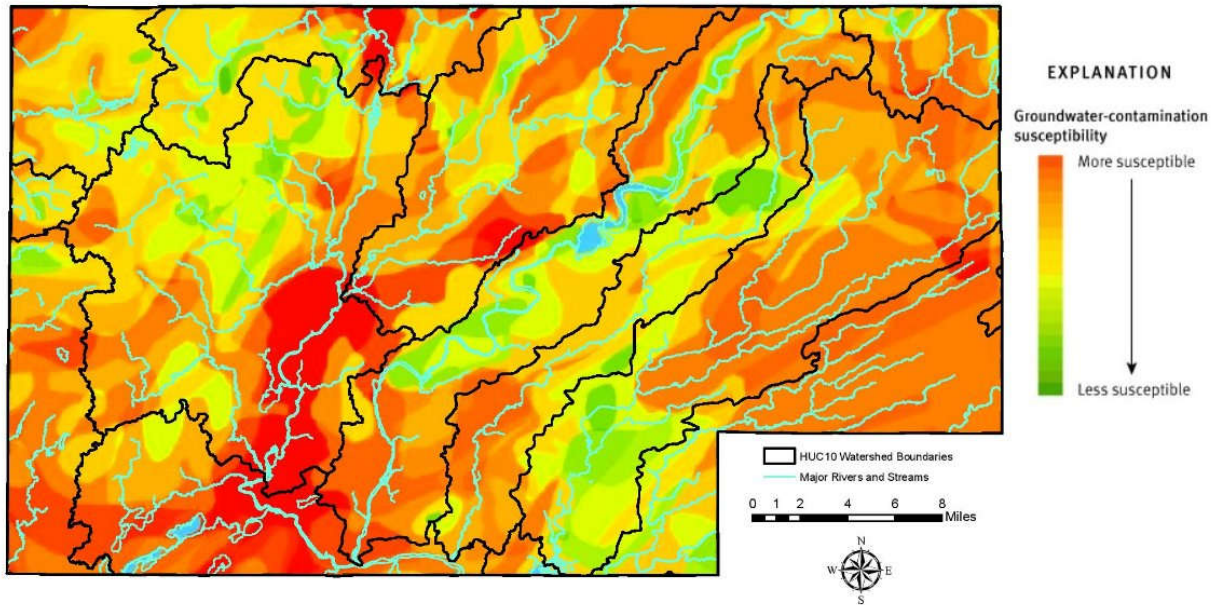 EXPLANATION
Groundwater-contamination
susceptibility
More susceptible
Less susceptible
HUC10 Watershed Boundaries
Major Rivers and Streams
0 1 2 4 6 8
Miles
N
W E
S